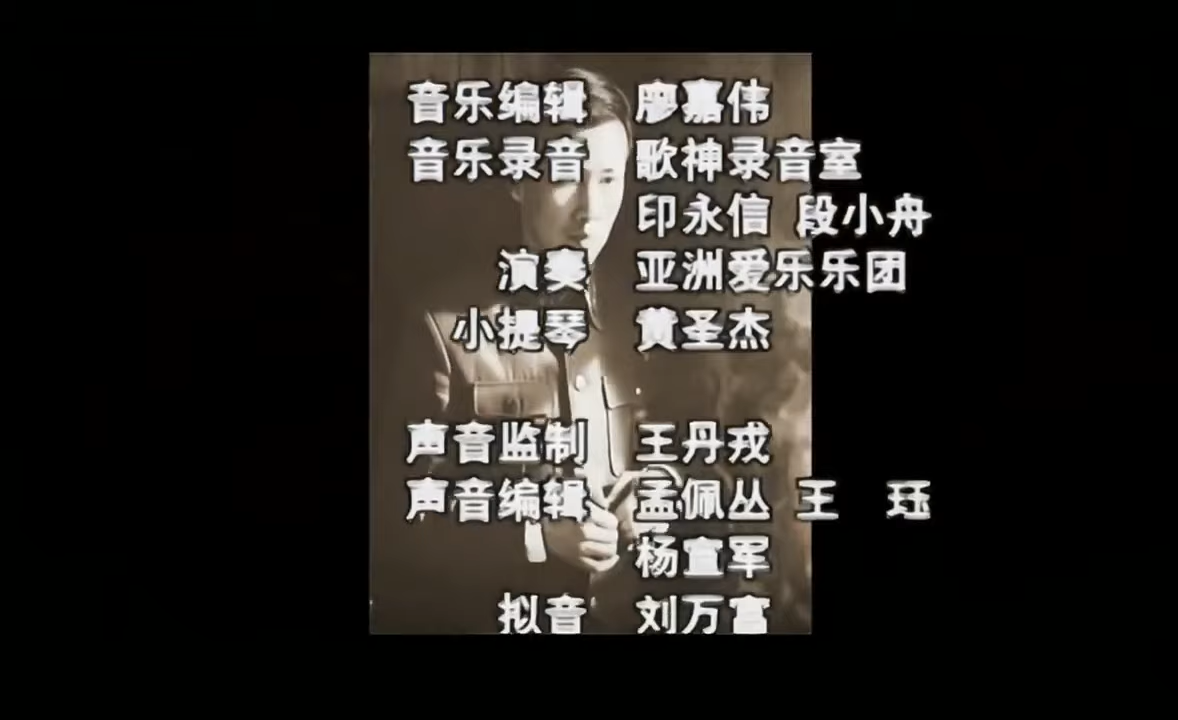 音乐编辑 廖嘉伟
音乐录音 歌神录音室
印永信 段小舟
演奏 亚洲爱乐乐团
小提琴 黄圣杰
声音监制 王丹戎
声音编辑 孟佩丛 王 珏
杨宣军
拟音 刘万富